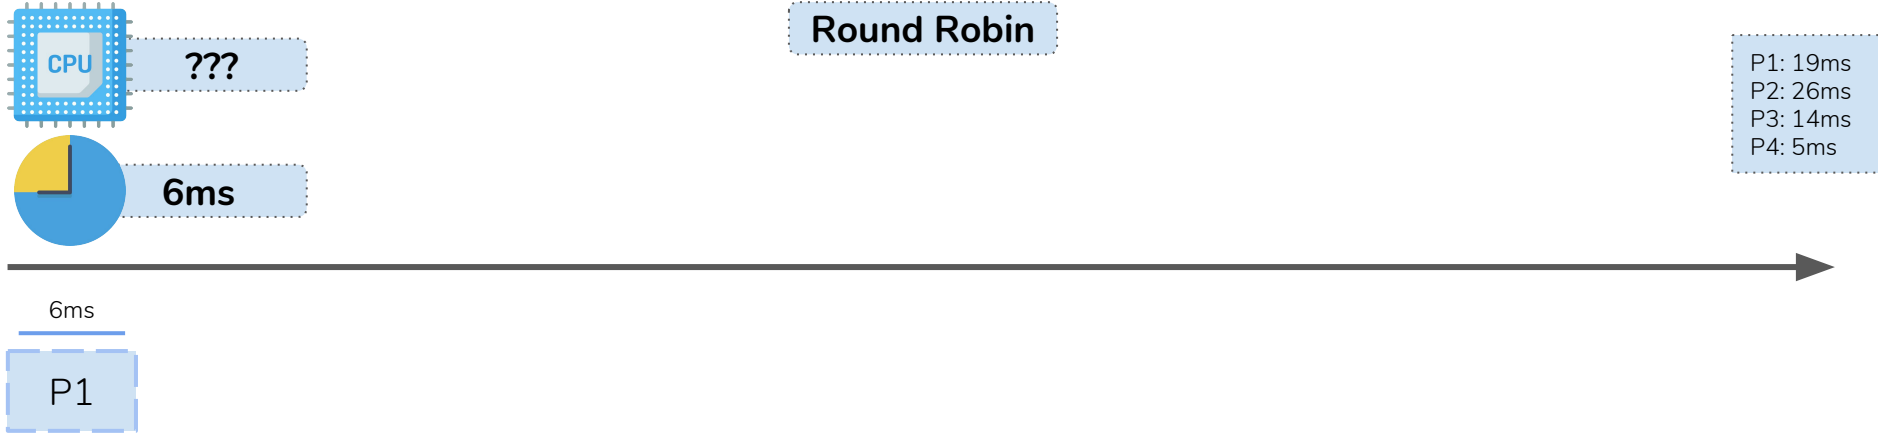 Round Robin
CPU
???
P1: 19ms
P2: 26ms
P3: 14ms
P4: 5ms
6ms
6ms
P1